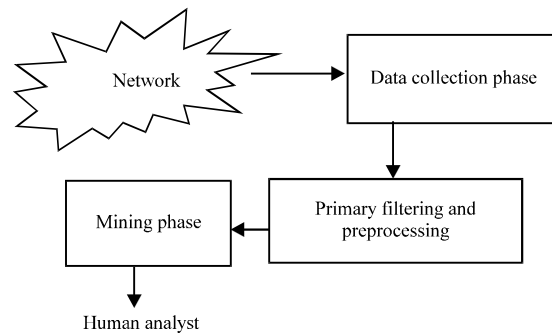 Network
Data collection phase
Primary filtering and
preprocessing
Mining phase
Human analyst